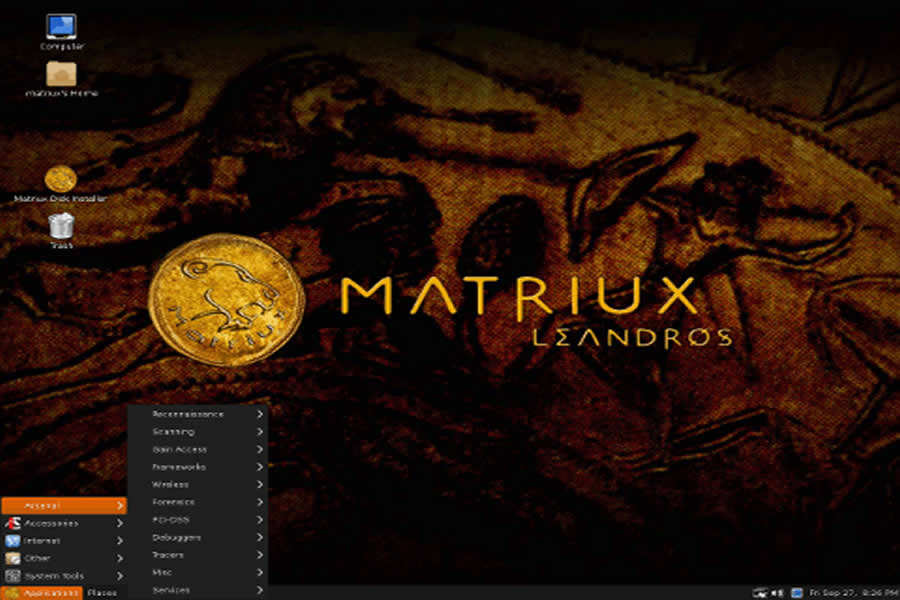 Computer
matriux's Home
Matriux Disk Installer
Trash
MATRIUX
MATRIUX
LEANDROS
Reconnaissance
Scanning
Gain Access
Frameworks
Wireless
Forensics
PCI-DSS
Debuggers
Tracers
Misc
Services
Arsenal
Accessories
Internet
Other
System Tools
Applications Places
Fri Sep 27, 8:26 PM